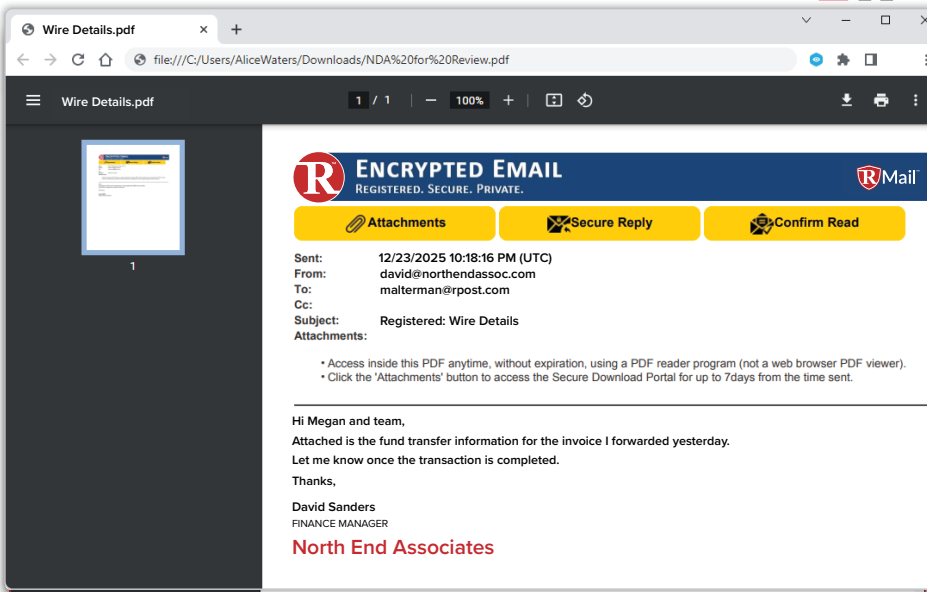 Wire Details.pdf
file:///C:/Users/AliceWaters/Downloads/NDA%20for%20Review.pdf
Wire Details.pdf 1 / 1 100%
R ENCRYPTED EMAIL
REGISTERED. SECURE. PRIVATE.
RMail
Attachments Secure Reply Confirm Read
Sent: 12/23/2025 10:18:16 PM (UTC)
From: david@northendassoc.com
To: malterman@rpost.com
Cc:
Subject: Registered: Wire Details
Attachments:
• Access inside this PDF anytime, without expiration, using a PDF reader program (not a web browser PDF viewer).
• Click the 'Attachments' button to access the Secure Download Portal for up to 7days from the time sent.
Hi Megan and team,
Attached is the fund transfer information for the invoice I forwarded yesterday.
Let me know once the transaction is completed.
Thanks,
David Sanders
FINANCE MANAGER
North End Associates
1